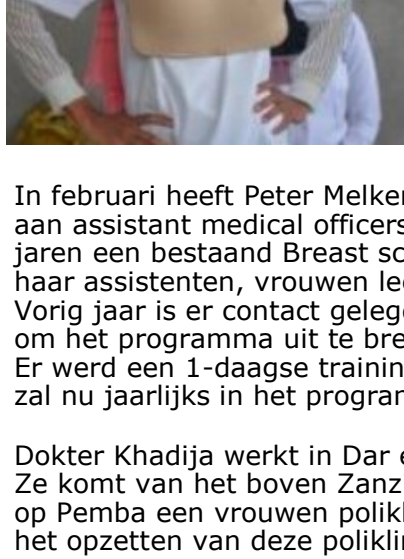 In februari heeft Peter Melker
aan assistant medical officers
jaren een bestaand Breast sc
haar assistenten, vrouwen le
Vorig jaar is er contact geleg
om het programma uit te bre
Er werd een 1-daagse trainin
zal nu jaarlijks in het progra
Dokter Khadija werkt in Dar e
Ze komt van het boven Zanz
op Pemba een vrouwen polik
het opzetten van deze poliklin